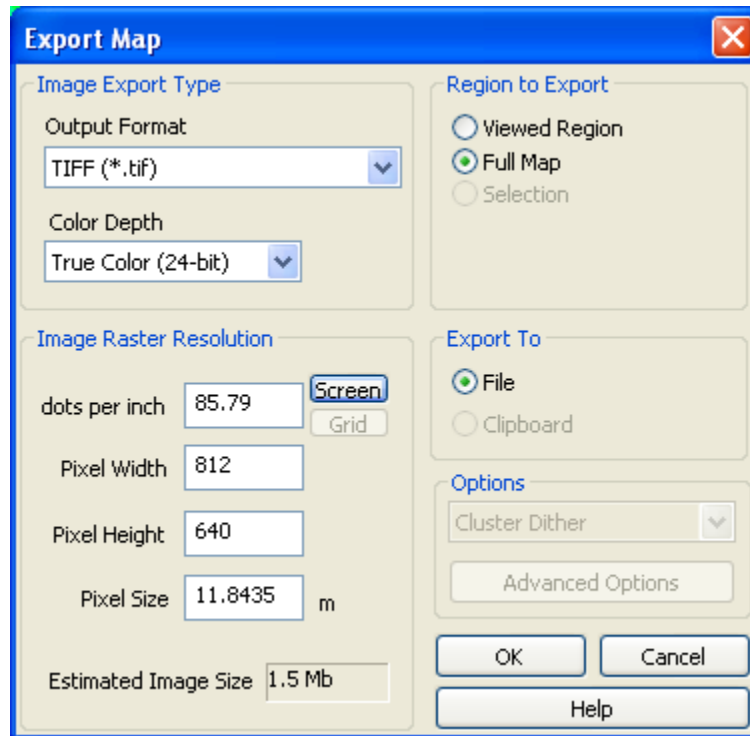 Export Map
Image Export Type
Output Format
TIFF (*.tif)
Color Depth
True Color (24-bit)
Region to Export
Viewed Region
Full Map
Selection
Image Raster Resolution
dots per inch 85.79 Screen
Grid
Pixel Width 812
Pixel Height 640
Pixel Size 11.8435 m
Estimated Image Size 1.5 Mb
Export To
File
Clipboard
Options
Cluster Dither
Advanced Options
OK Cancel
Help